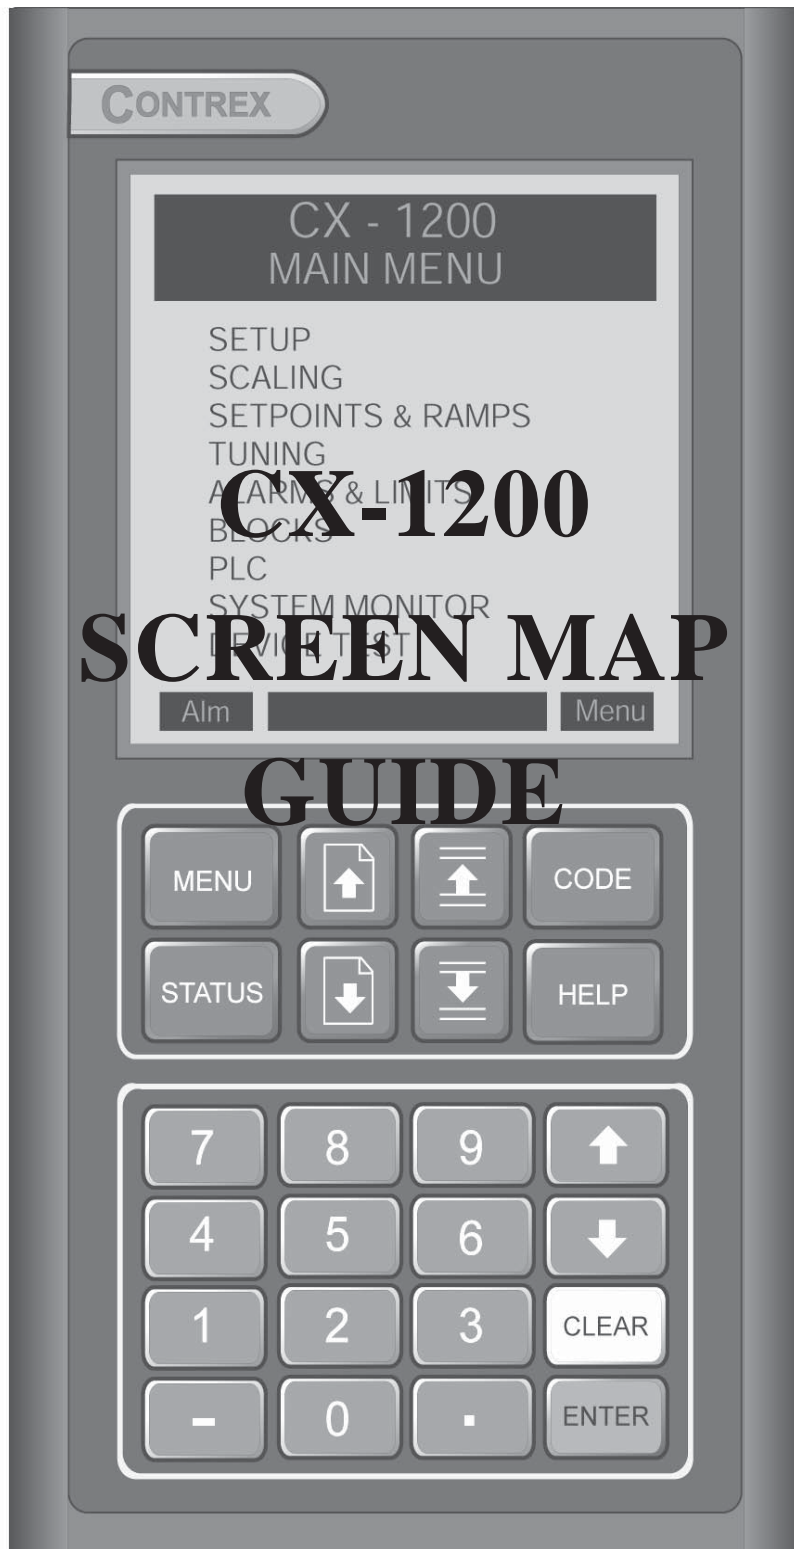 CONTREX
CX - 1200
MAIN MENU
SETUP
SCALING
SETPOINTS & RAMPS
TUNING
ALARMS & LIMITS
BLOCKS
PLC
SYSTEM MONITOR
DEVICE TEST
Alm Menu
CX-1200
SCREEN MAP
GUIDE
MENU CODE
STATUS HELP
7 8 9
4 5 6
1 2 3 CLEAR
- 0 . ENTER